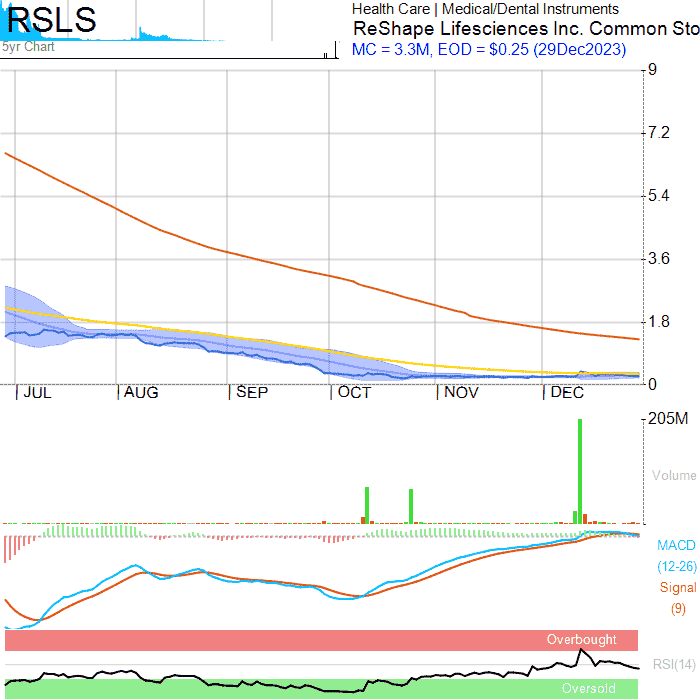 RSLS
5yr Chart
Health Care | Medical/Dental Instruments
ReShape Lifesciences Inc. Common Sto
MC = 3.3M, EOD = $0.25 (29Dec2023)
9
7.2
5.4
3.6
1.8
0
JUL AUG SEP OCT NOV DEC
205M
Volume
MACD
(12-26)
Signal
(9)
Overbought
RSI(14)
Oversold